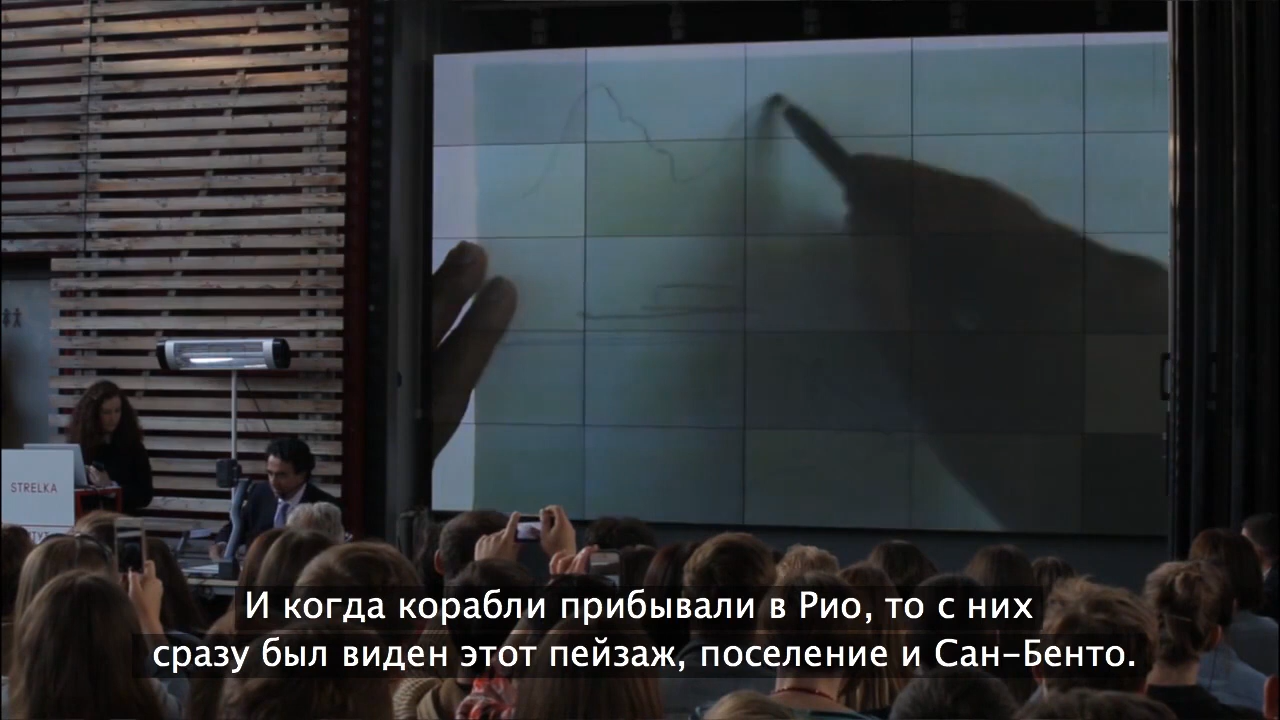 STRELKA
И когда корабли прибывали в Рио, то с них
сразу был виден этот пейзаж, поселение и Сан-Бенто.